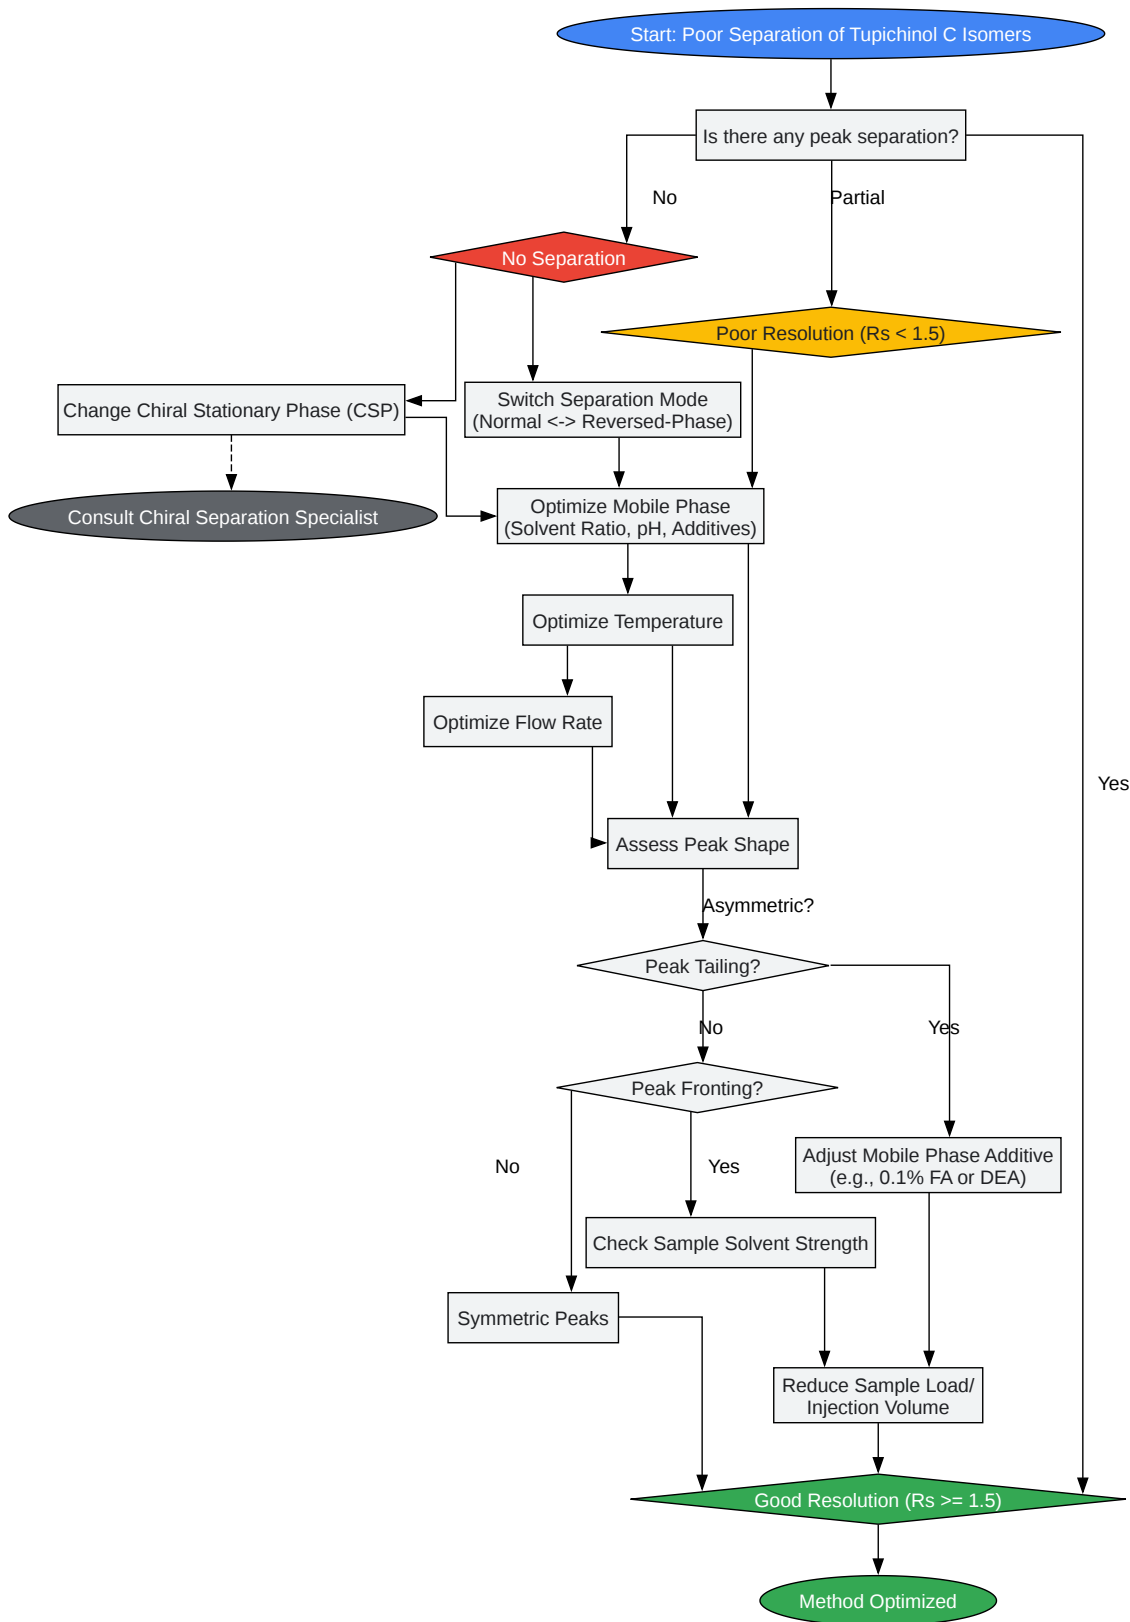 Start: Poor Separation of Tupichinol C Isomers
Is there any peak separation?
No
Partial
No Separation
Poor Resolution (Rs < 1.5)
Change Chiral Stationary Phase (CSP)
Switch Separation Mode
(Normal <-> Reversed-Phase)
Consult Chiral Separation Specialist
Optimize Mobile Phase
(Solvent Ratio, pH, Additives)
Optimize Temperature
Optimize Flow Rate
Yes
Assess Peak Shape
Asymmetric?
Peak Tailing?
No
Yes
Peak Fronting?
No
Yes
Adjust Mobile Phase Additive
(e.g., 0.1% FA or DEA)
Check Sample Solvent Strength
Symmetric Peaks
Reduce Sample Load/
Injection Volume
Good Resolution (Rs >= 1.5)
Method Optimized